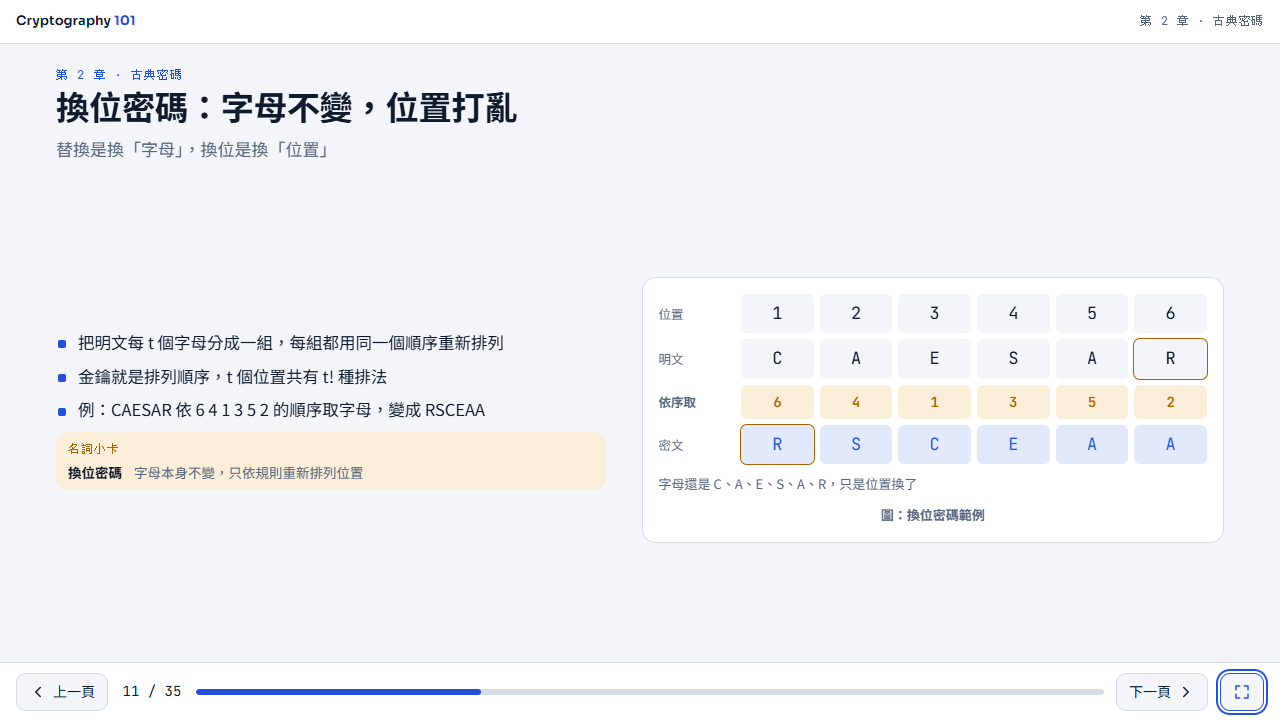 Cryptography 101
第 2 章 · 古典密碼
第 2 章 · 古典密碼
換位密碼：字母不變，位置打亂
替換是換「字母」，換位是換「位置」
把明文每 t 個字母分成一組，每組都用同一個順序重新排列
金鑰就是排列順序，t 個位置共有 t! 種排法
例：CAESAR 依 6 4 1 3 5 2 的順序取字母，變成 RSCEAA
名詞小卡
換位密碼 字母本身不變，只依規則重新排列位置
位置 1 2 3 4 5 6
明文 C A E S A R
依序取 6 4 1 3 5 2
密文 R S C E A A
字母還是 C、A、E、S、A、R，只是位置換了
圖：換位密碼範例
上一頁
11 / 35
下一頁